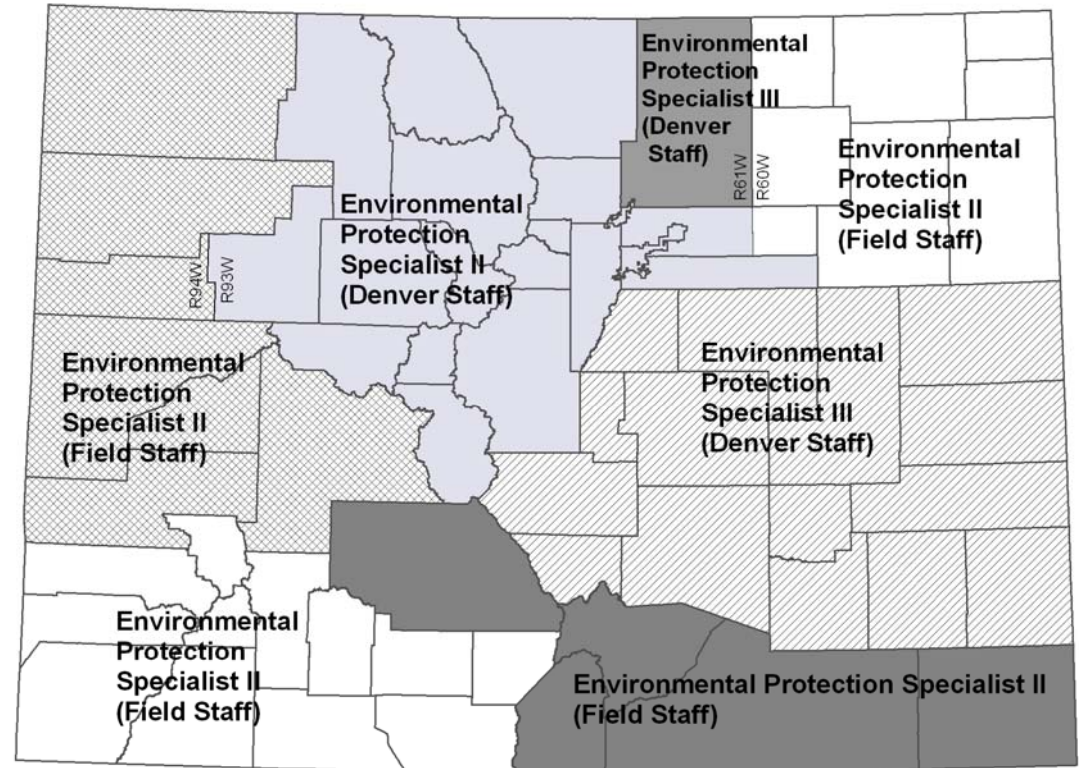 Environmental
Protection
Specialist III
(Denver
Staff)
R61W
R60W
Environmental
Protection
Specialist II
(Field Staff)
Environmental
Protection
Specialist II
(Denver Staff)
R94W
R93W
Environmental
Protection
Specialist II
(Field Staff)
Environmental
Protection
Specialist III
(Denver Staff)
Environmental
Protection
Specialist II
(Field Staff)
Environmental Protection Specialist II
(Field Staff)